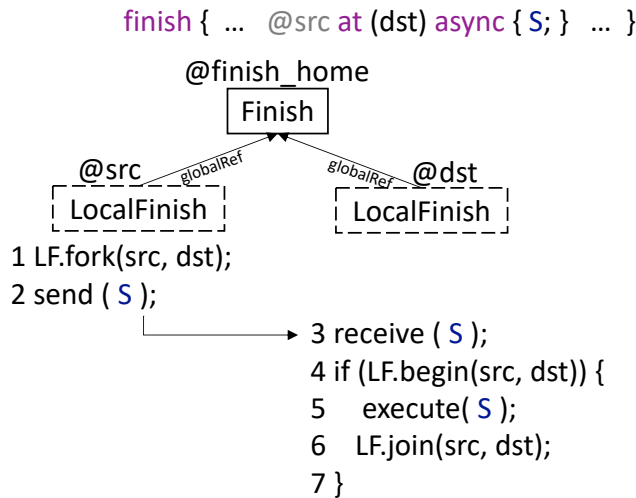 finish { ... @src at (dst) async { S; } ... }
@finish_home
Finish
globalRef
globalRef
@src
@dst
LocalFinish
LocalFinish
1 LF.fork(src, dst);
2 send ( S );
3 receive ( S );
4 if (LF.begin(src, dst)) {
5 execute( S );
6 LF.join(src, dst);
7 }